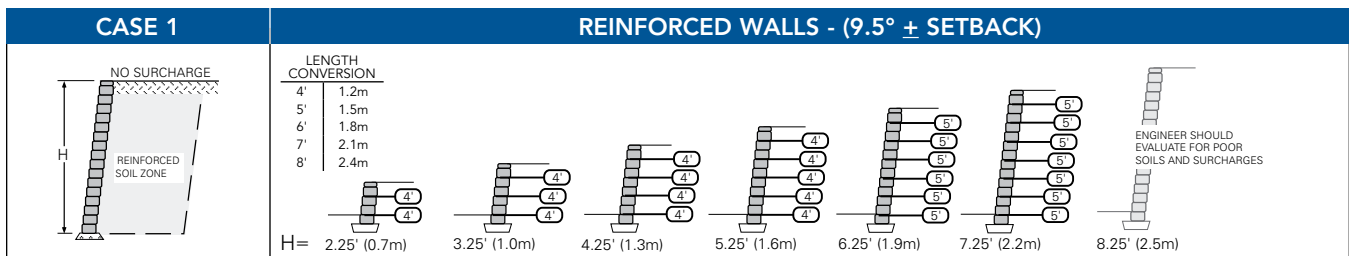 CASE 1
REINFORCED WALLS - (9.5° ± SETBACK)
NO SURCHARGE
H
REINFORCED
SOIL ZONE
LENGTH
CONVERSION
4' 1.2m
5' 1.5m
6' 1.8m
7' 2.1m
8' 2.4m
4'
4'
4'
4'
4'
4'
4'
4'
4'
4'
4'
4'
4'
4'
5'
5'
5'
5'
5'
5'
5'
5'
5'
5'
5'
5'
5'
ENGINEER SHOULD
EVALUATE FOR POOR
SOILS AND SURCHARGES
H= 2.25' (0.7m) 3.25' (1.0m) 4.25' (1.3m) 5.25' (1.6m) 6.25' (1.9m) 7.25' (2.2m) 8.25' (2.5m)